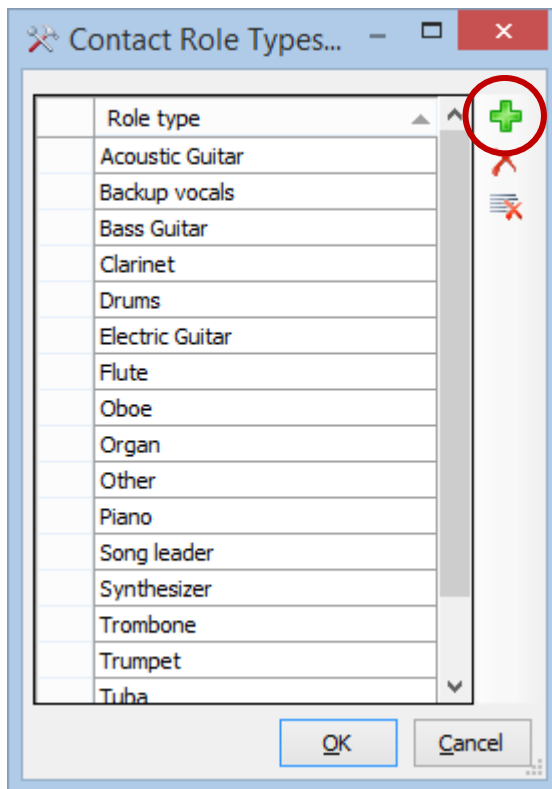 Contact Role Types...
Role type
Acoustic Guitar
Backup vocals
Bass Guitar
Clarinet
Drums
Electric Guitar
Flute
Oboe
Organ
Other
Piano
Song leader
Synthesizer
Trombone
Trumpet
Tuba
OK
Cancel